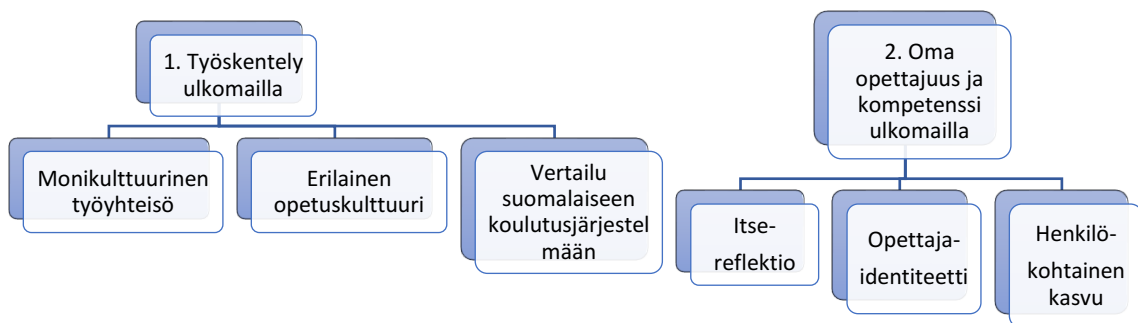 1. Työskentely
ulkomailla
Monikulttuurinen
työyhteisö
Erilainen
opetuskulttuuri
Vertailu
suomalaiseen
koulutusjärjestel
mään
2. Oma
opettajuus ja
kompetenssi
ulkomailla
Itse-
reflektio
Opettaja-
identiteetti
Henkilö-
kohtainen
kasvu